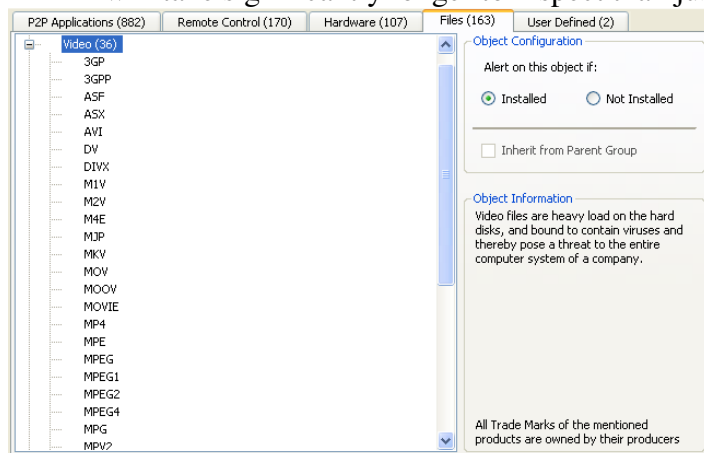 P2P Applications (882) Remote Control (170) Hardware (107) Files (163) User Defined (2)
Video (36)
3GP
3GPP
ASF
ASX
AVI
DV
DIVX
M1V
M2V
M4E
MJP
MKV
MOV
MOOV
MOVIE
MP4
MPE
MPEG
MPEG1
MPEG2
MPEG4
MPG
MPV2
Object Configuration
Alert on this object if:
Installed Not Installed
Inherit from Parent Group
Object Information
Video files are heavy load on the hard
disks, and bound to contain viruses and
thereby pose a threat to the entire
computer system of a company.
All Trade Marks of the mentioned
products are owned by their producers